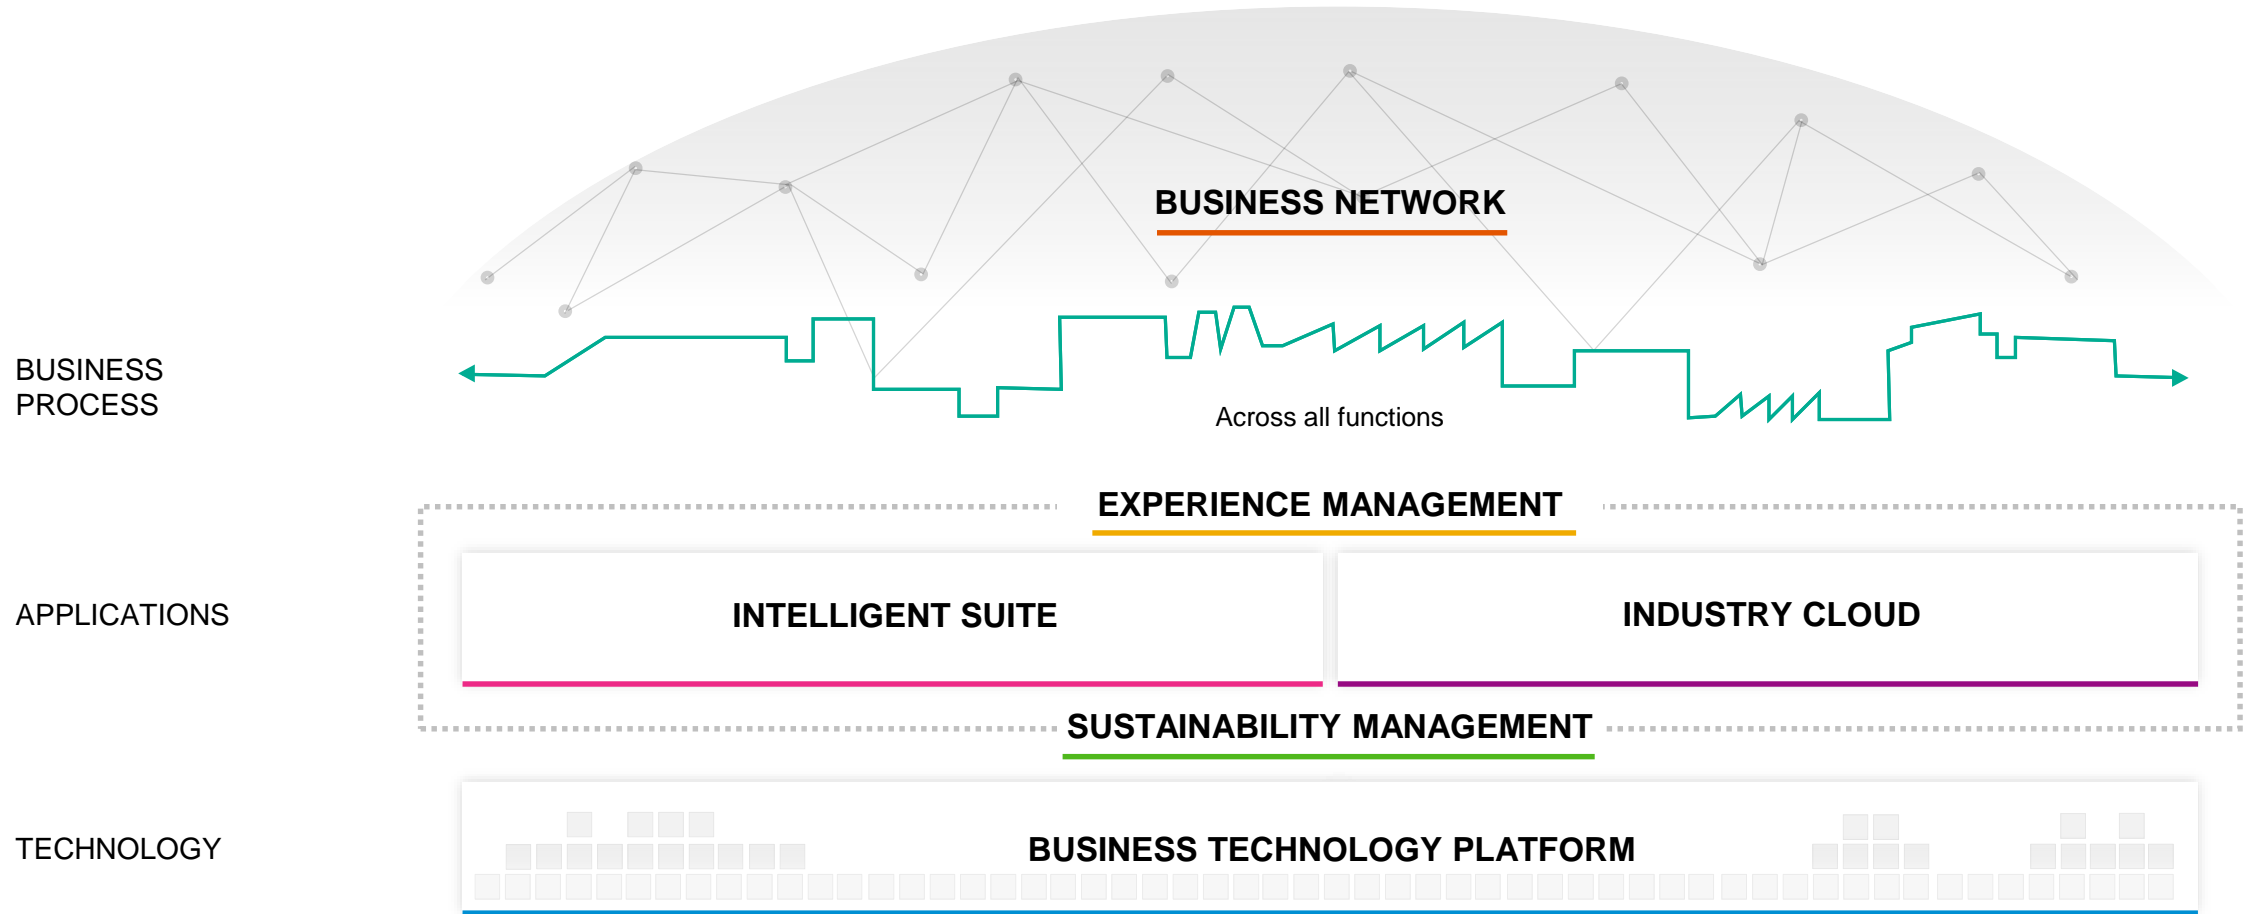 BUSINESS NETWORK
BUSINESS
PROCESS
Across all functions
EXPERIENCE MANAGEMENT
APPLICATIONS
INTELLIGENT SUITE
INDUSTRY CLOUD
SUSTAINABILITY MANAGEMENT
TECHNOLOGY
BUSINESS TECHNOLOGY PLATFORM